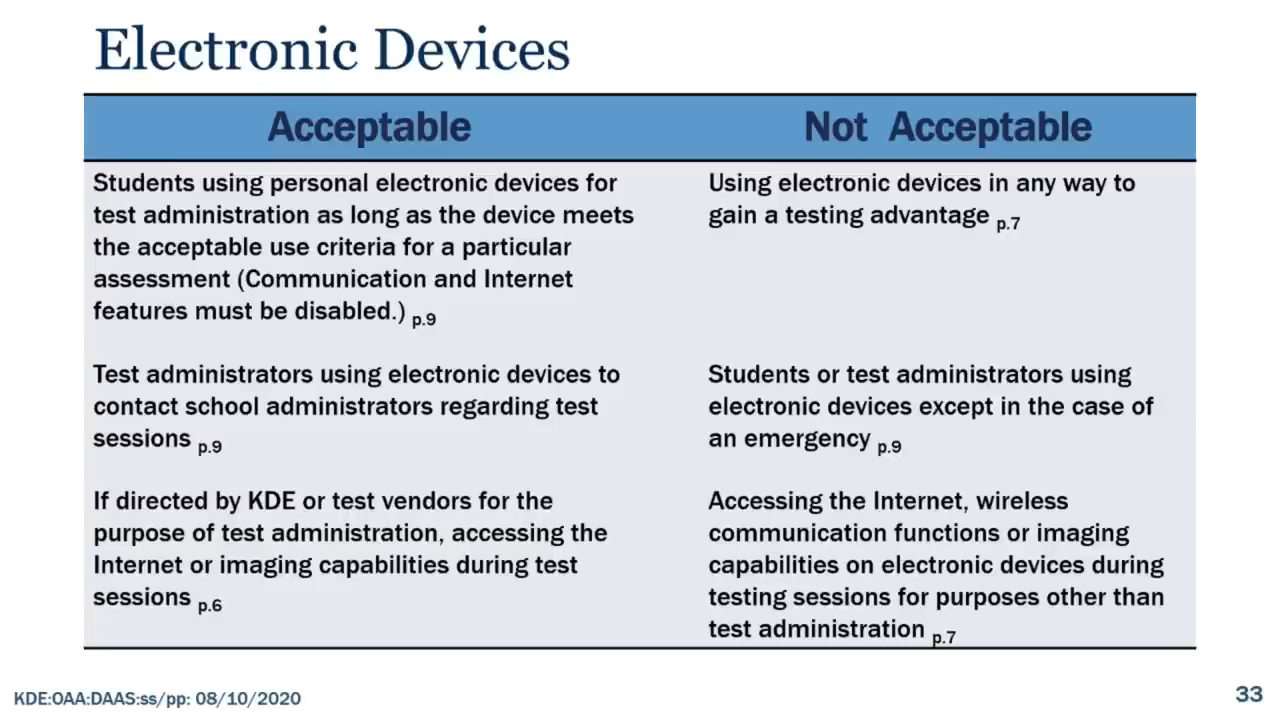 Electronic Devices
Acceptable
Not Acceptable
Students using personal electronic devices for
test administration as long as the device meets
the acceptable use criteria for a particular
assessment (Communication and Internet
features must be disabled.) p.9
Using electronic devices in any way to
gain a testing advantage p.7
Test administrators using electronic devices to
contact school administrators regarding test
sessions p.9
Students or test administrators using
electronic devices except in the case of
an emergency p.9
If directed by KDE or test vendors for the
purpose of test administration, accessing the
Internet or imaging capabilities during test
sessions p.6
Accessing the Internet, wireless
communication functions or imaging
capabilities on electronic devices during
testing sessions for purposes other than
test administration p.7
KDE:OAA:DAAS:ss/pp: 08/10/2020
33